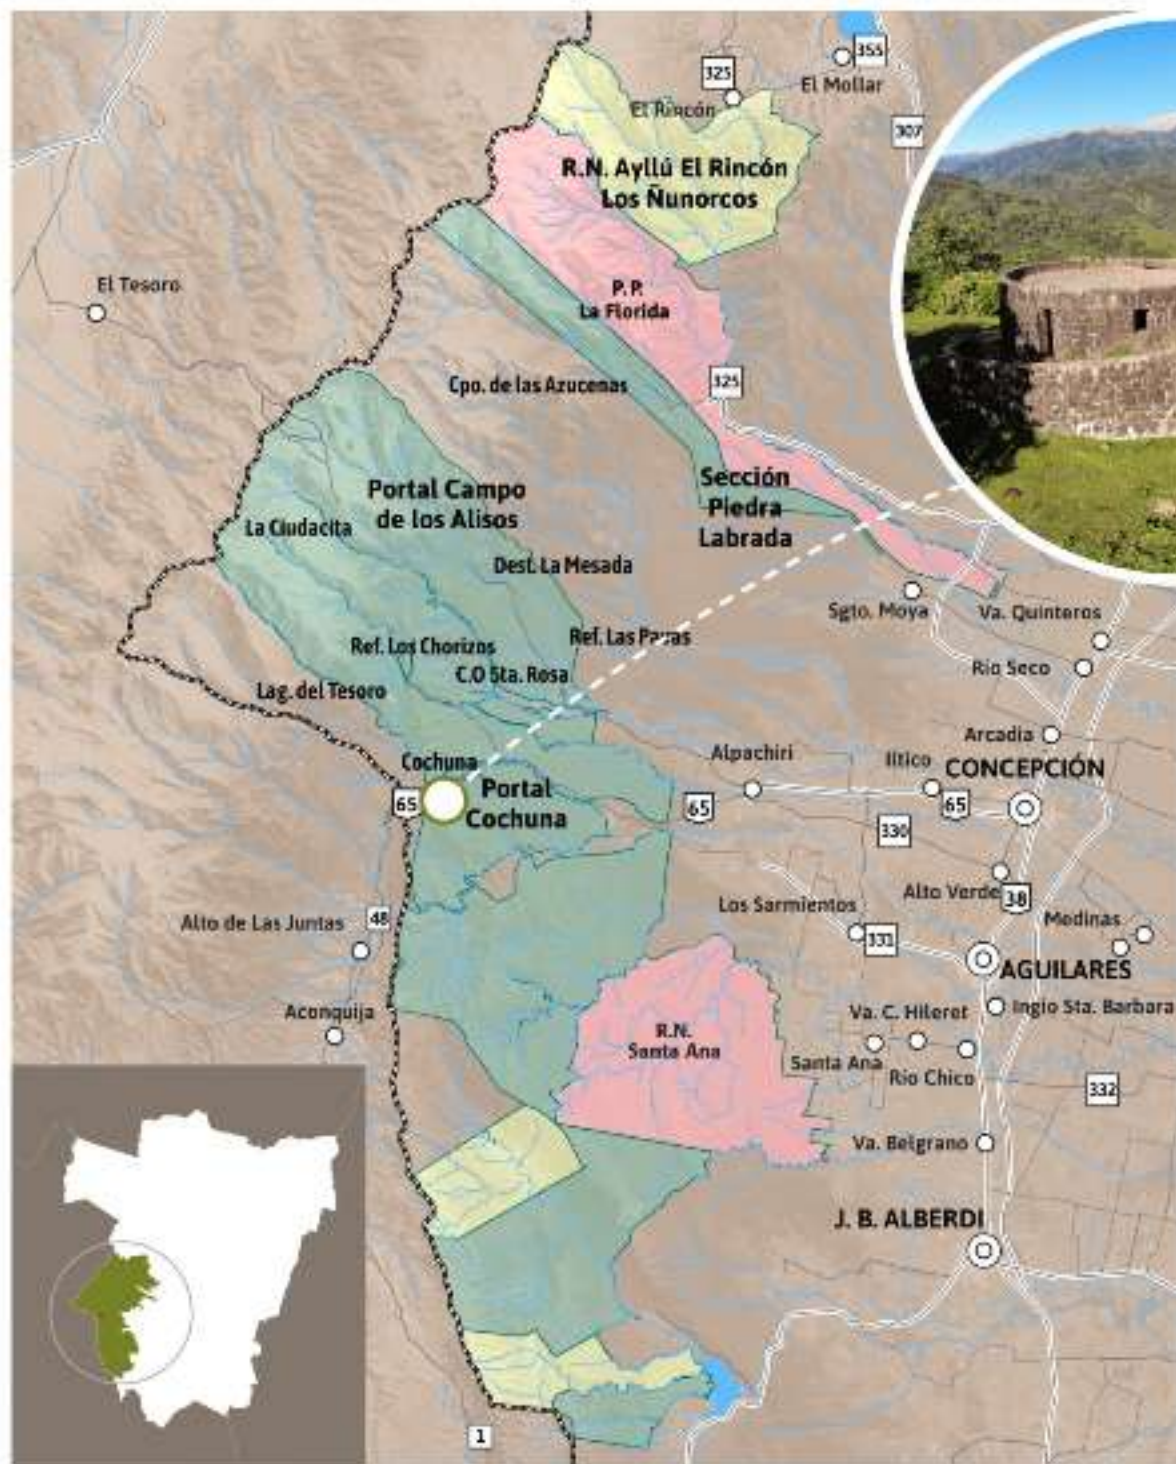 355
325
El Mollar
El Rincón
307
R.N. Ayllú El Rincón
Los Ñunorcos
El Tesoro
P. P.
La Florida
Cpo. de las Azucenas
325
Sección
Piedra
Labrada
Portal Campo
de los Alisos
La Ciudacita
Dest. La Mesada
Sgto. Moya
Va. Quinteros
Ref. Los Chorizos
Ref. Las Pavas
C.O Sta. Rosa
Rio Seco
Lag. del Tesoro
Arcadia
Cochuna
Alpachiri
Iltico
CONCEPCIÓN
65
Portal
Cochuna
65
65
330
Alto Verde
38
Los Sarmientos
Medinas
Alto de Las Juntas
48
331
AGUILARES
Aconquija
Va. C. Hileret
Ingio Sta. Barbara
R.N.
Santa Ana
Santa Ana
Rio Chico
332
Va. Belgrano
J. B. ALBERDI
1